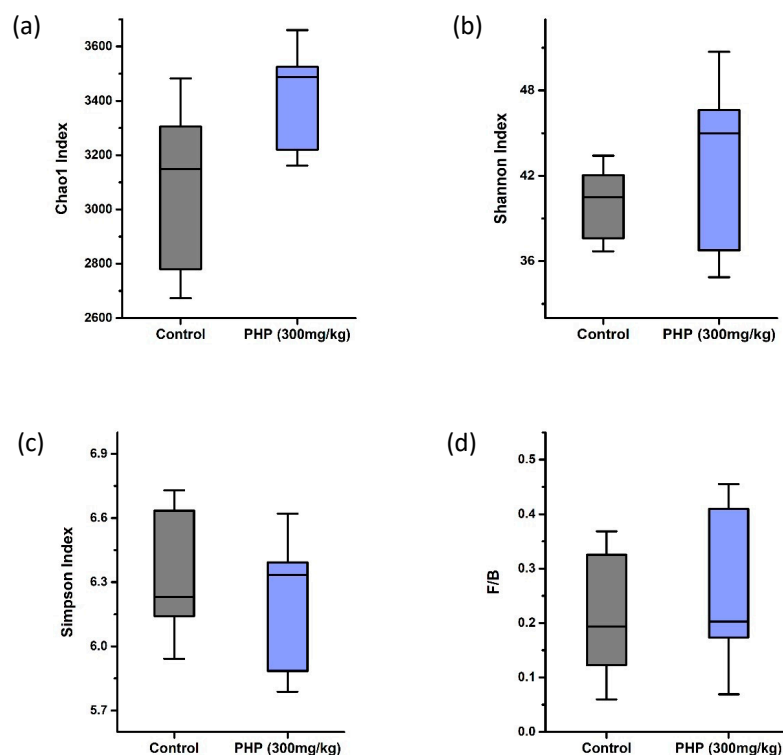 (a)
3600
3400
3200
3000
2800
2600
Chao1 Index
Control
PHP (300mg/kg)
(b)
48
42
36
Shannon Index
Control
PHP (300mg/kg)
(c)
6.9
6.6
6.3
6.0
5.7
Simpson Index
Control
PHP (300mg/kg)
(d)
0.5
0.4
0.3
0.2
0.1
0.0
F/B
Control
PHP (300mg/kg)